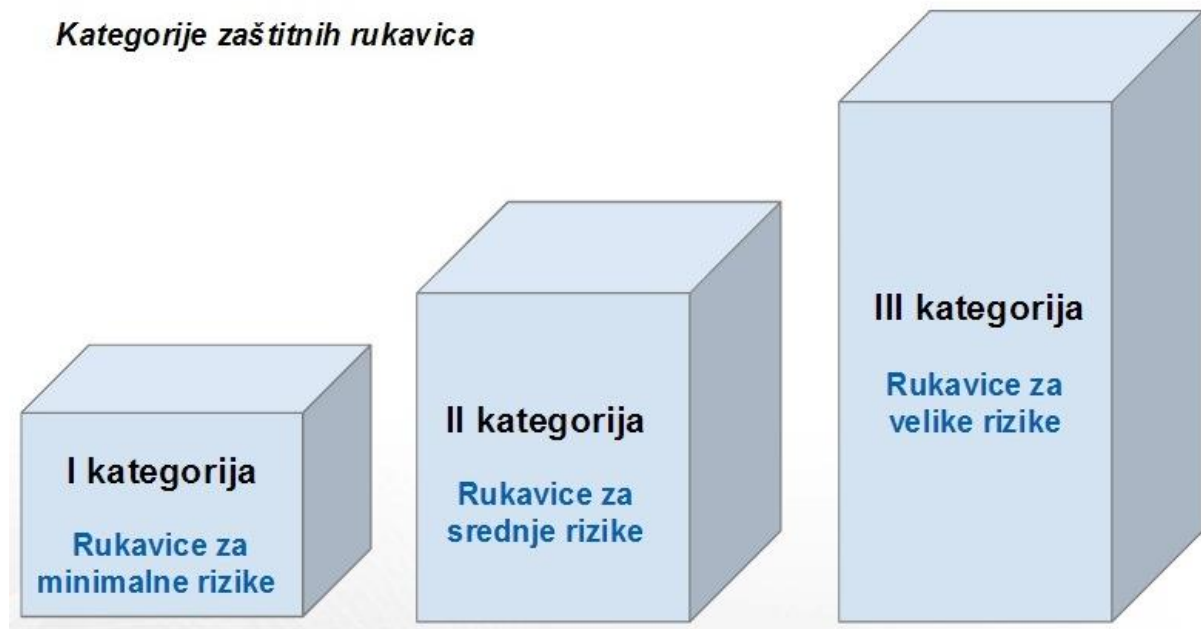 Kategorije zaštitnih rukavica
I kategorija
Rukavice za
minimalne rizike
II kategorija
Rukavice za
srednje rizike
III kategorija
Rukavice za
velike rizike